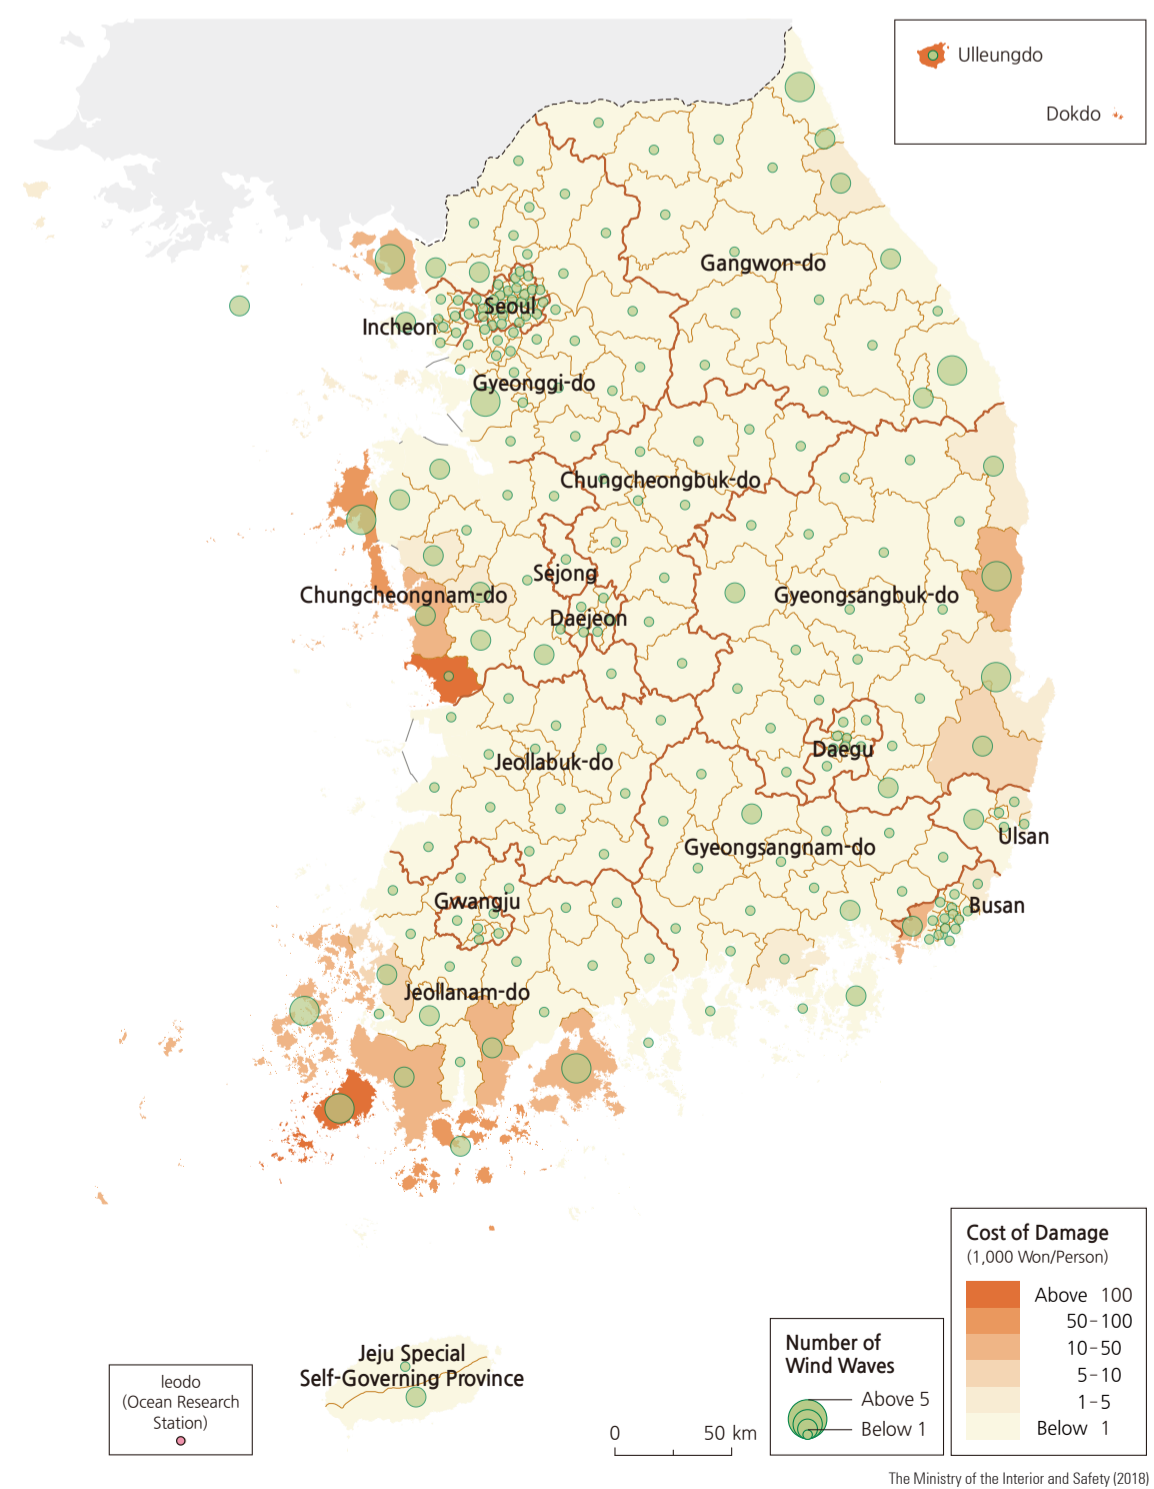 Ulleungdo
Dokdo
Gangwon-do
Seoul
Incheon
Gyeonggi-do
Chungcheongbuk-do
Sejong
Chungcheongnam-do
Gyeongsangbuk-do
Daejeon
Daegu
Jeollabuk-do
Ulsan
Gyeongsangnam-do
Gwangju
Busan
Jeollanam-do
Jeju Special
Self-Governing Province
Ieodo
(Ocean Research
Station)
0 50 km
Number of
Wind Waves
Above 5
Below 1
Cost of Damage
(1,000 Won/Person)
Above 100
50-100
10-50
5-10
1-5
Below 1
The Ministry of the Interior and Safety (2018)